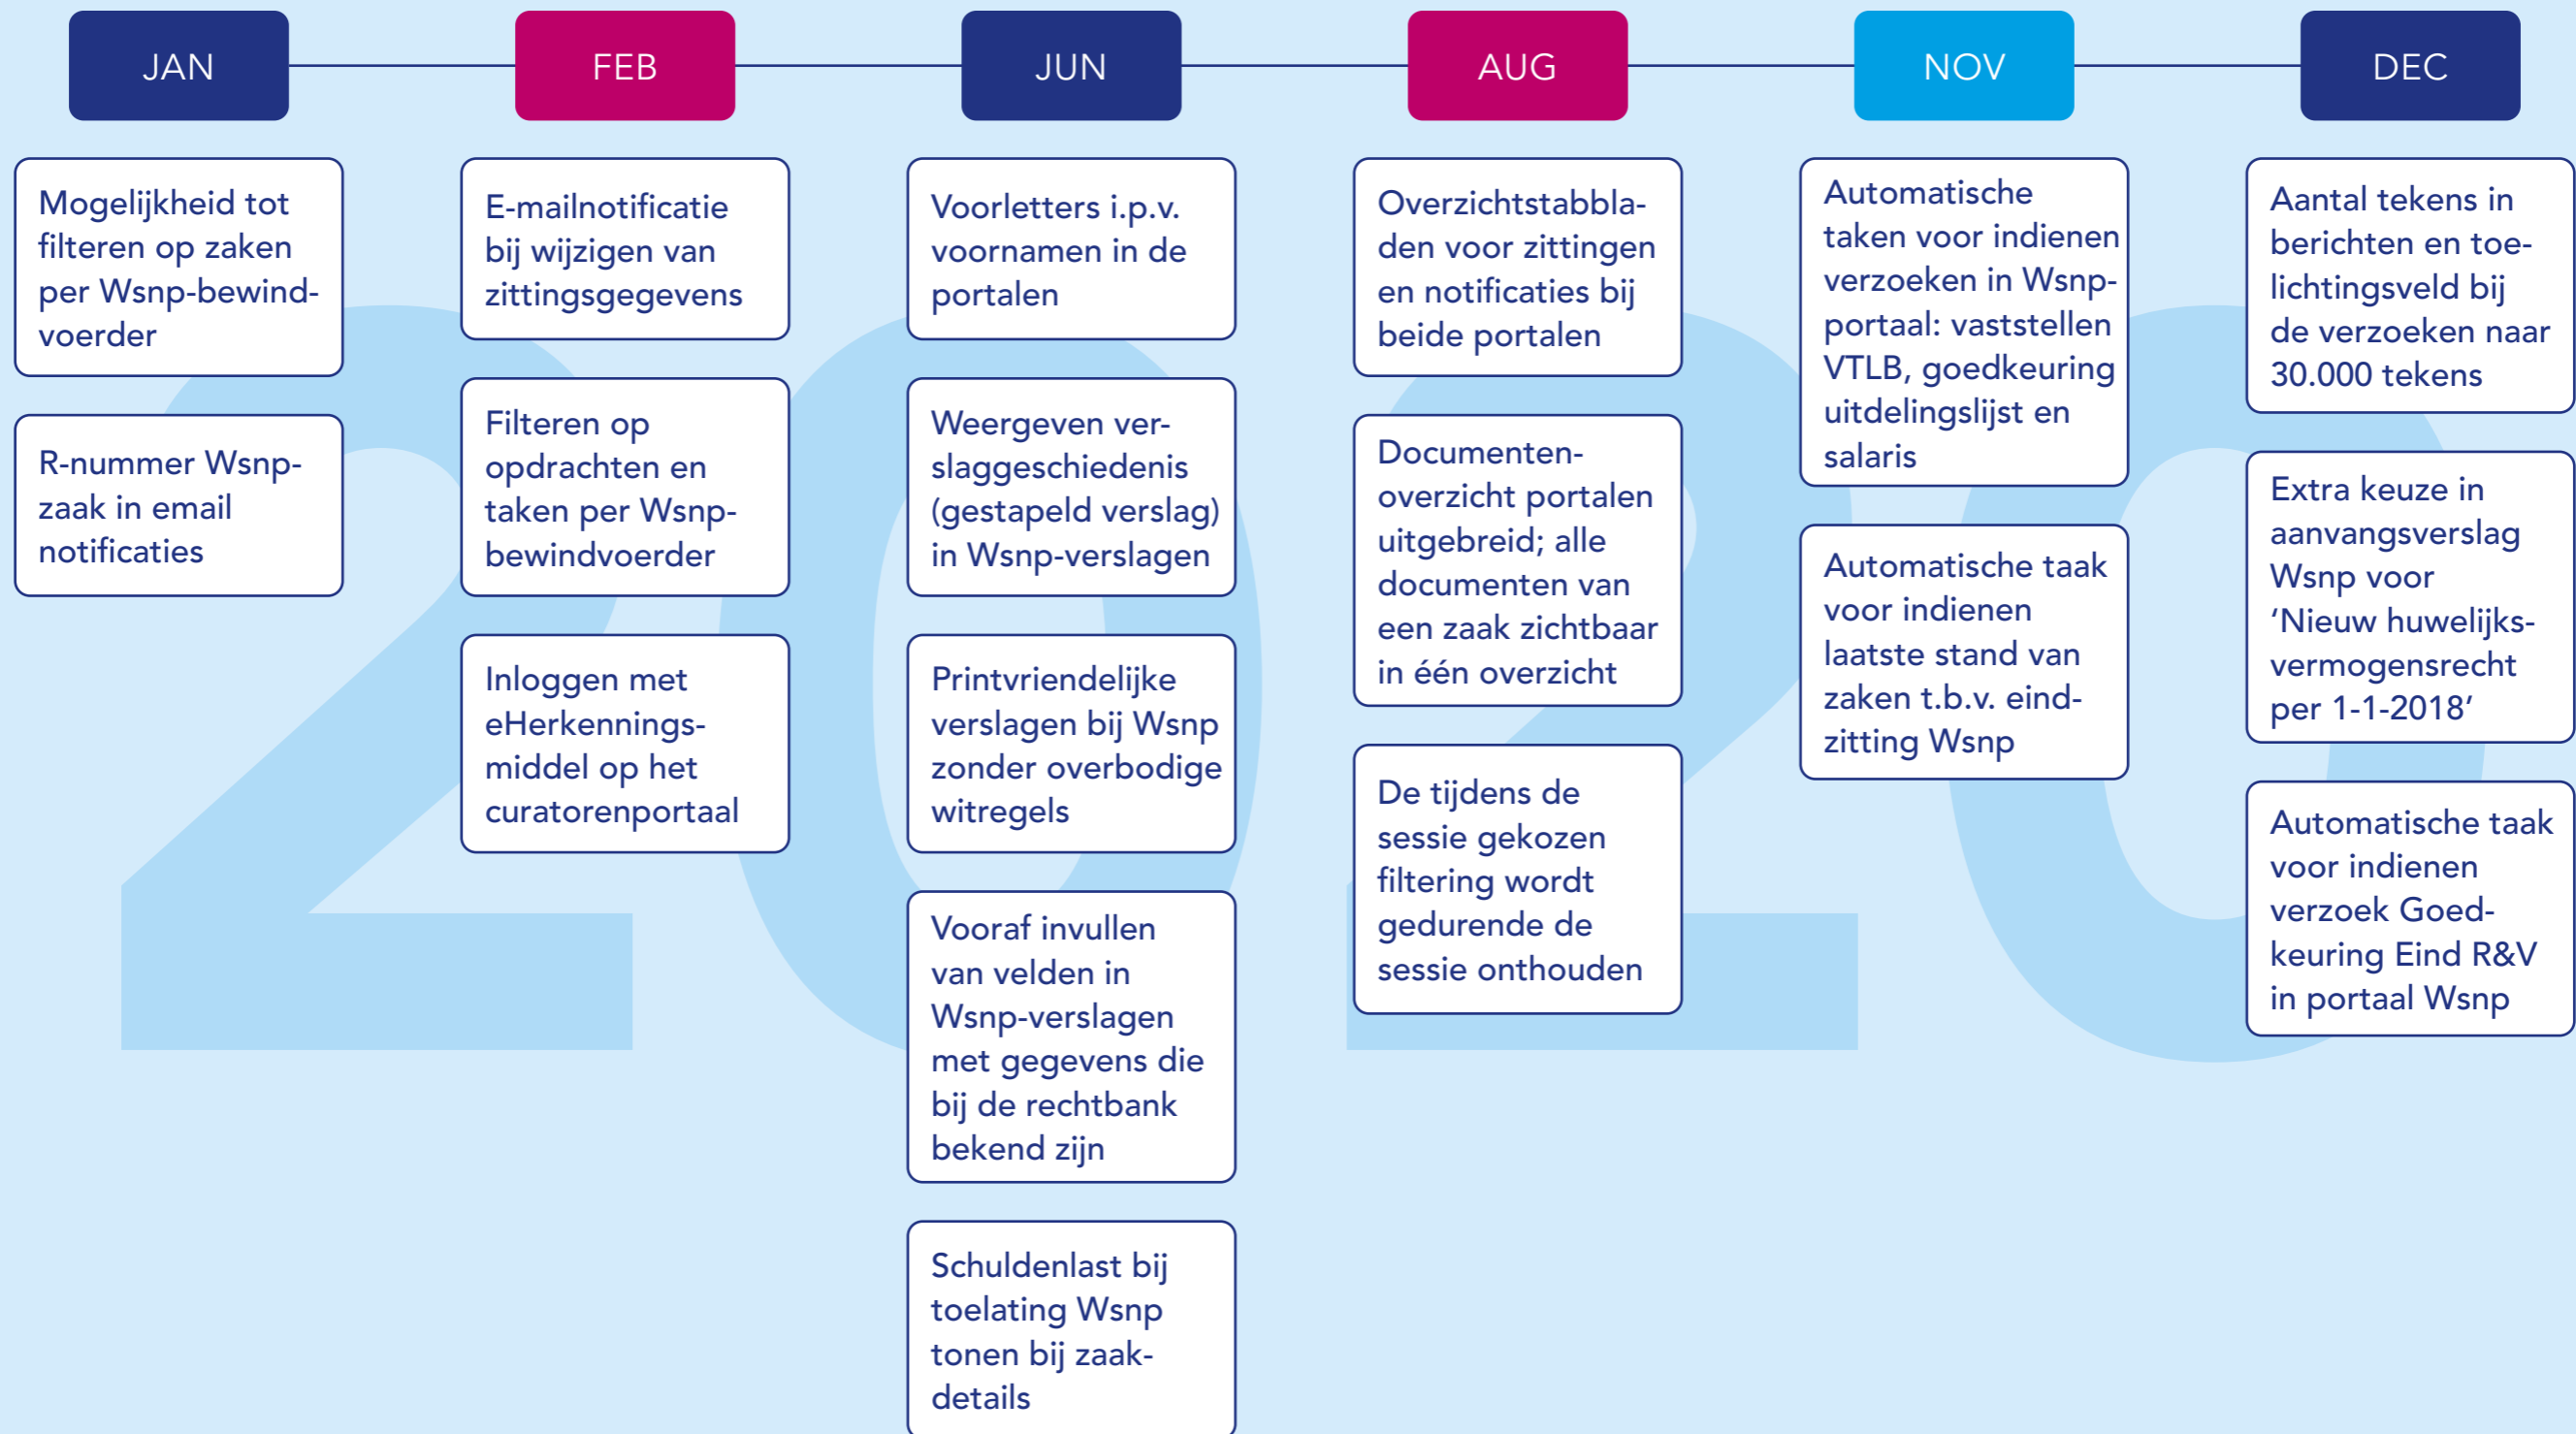 JAN
FEB
JUN
AUG
NOV
DEC
2020
Mogelijkheid tot
filteren op zaken
per Wsnp-bewind-
voerder
R-nummer Wsnp-
zaak in email
notificaties
E-mailnotificatie
bij wijzigen van
zittingsgegevens
Filteren op
opdrachten en
taken per Wsnp-
bewindvoerder
Inloggen met
eHerkennings-
middel op het
curatorenportaal
Voorletters i.p.v.
voornamen in de
portalen
Weergeven ver-
slaggeschiedenis
(gestapeld verslag)
in Wsnp-verslagen
Printvriendelijke
verslagen bij Wsnp
zonder overbodige
witregels
Vooraf invullen
van velden in
Wsnp-verslagen
met gegevens die
bij de rechtbank
bekend zijn
Schuldenlast bij
toelating Wsnp
tonen bij zaak-
details
Overzichtstabbla-
den voor zittingen
en notificaties bij
beide portalen
Documenten-
overzicht portalen
uitgebreid; alle
documenten van
een zaak zichtbaar
in één overzicht
De tijdens de
sessie gekozen
filtering wordt
gedurende de
sessie onthouden
Automatische
taken voor indienen
verzoeken in Wsnp-
portaal: vaststellen
VTLB, goedkeuring
uitdelingslijst en
salaris
Automatische taak
voor indienen
laatste stand van
zaken t.b.v. eind-
zitting Wsnp
Aantal tekens in
berichten en toe-
lichtingsveld bij
de verzoeken naar
30.000 tekens
Extra keuze in
aanvangsverslag
Wsnp voor
‘Nieuw huwelijks-
vermogensrecht
per 1-1-2018’
Automatische taak
voor indienen
verzoek Goed-
keuring Eind R&V
in portaal Wsnp